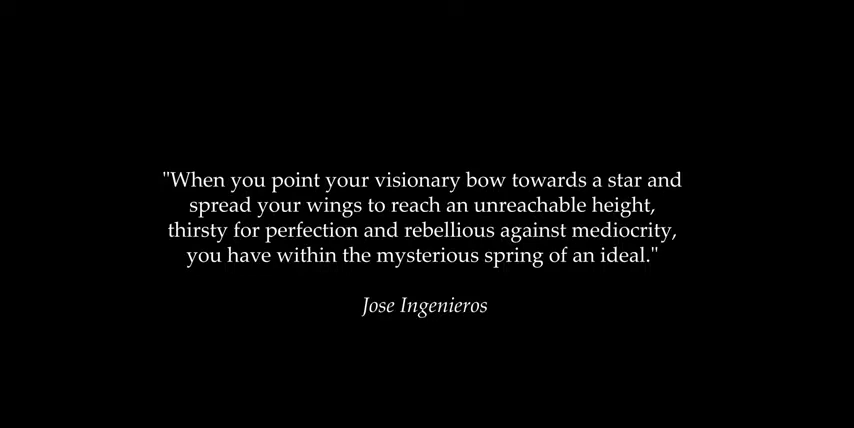 "When you point your visionary bow towards a star and
spread your wings to reach an unreachable height,
thirsty for perfection and rebellious against mediocrity,
you have within the mysterious spring of an ideal."
Jose Ingenieros